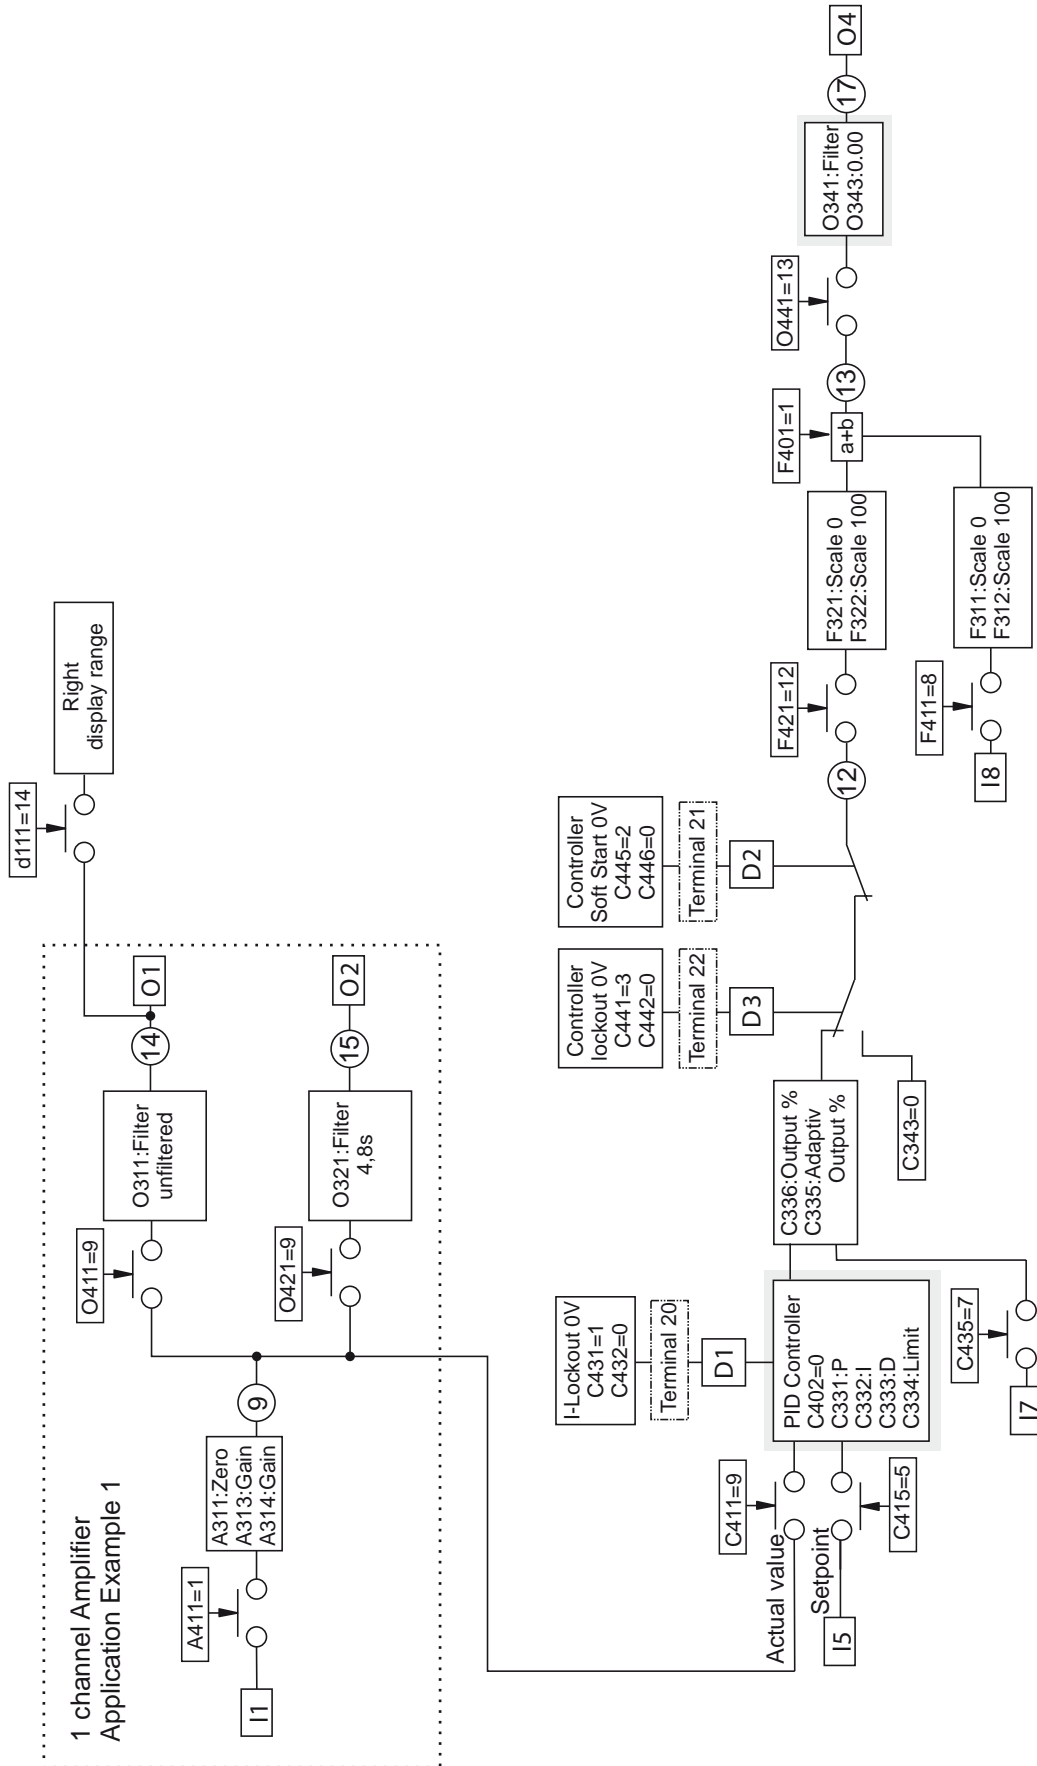 1 channel Amplifier
Application Example 1
I1
A411=1
A311:Zero
A313:Gain
A314:Gain
9
O411=9
O311:Filter
unfiltered
14
O1
d111=14
Right
display range
O421=9
O321:Filter
4,8s
15
O2
Actual value
Setpoint
I5
C411=9
C415=5
I-Lockout 0V
C431=1
C432=0
Terminal 20
D1
PID Controller
C402=0
C331:P
C332:I
C333:D
C334:Limit
I7
C435=7
C336:Output %
C335:Adaptiv
Output %
C343=0
Controller
lockout 0V
C441=3
C442=0
Terminal 22
D3
Controller
Soft Start 0V
C445=2
C446=0
Terminal 21
D2
12
F421=12
F321:Scale 0
F322:Scale 100
I8
F411=8
F311:Scale 0
F312:Scale 100
F401=1
a+b
13
O441=13
O341:Filter
O343:0.00
17
O4